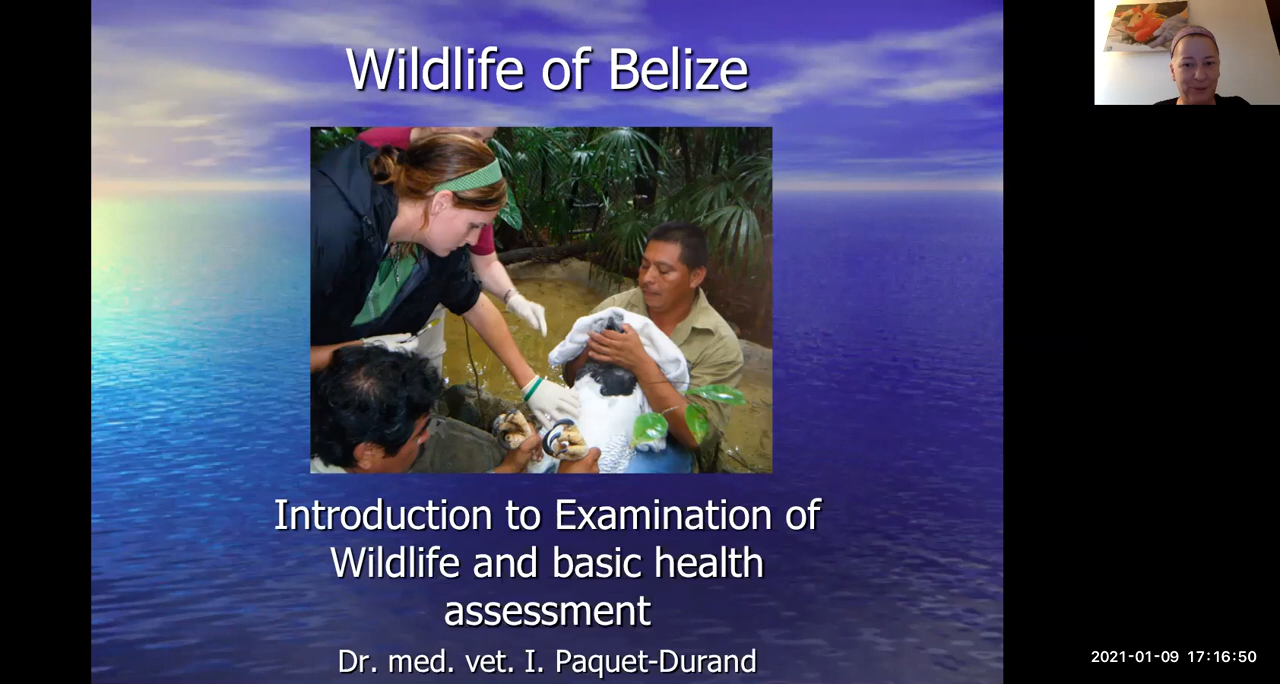 Wildlife of Belize
Introduction to Examination of
Wildlife and basic health
assessment
Dr. med. vet. I. Paquet-Durand
2021-01-09 17:16:50